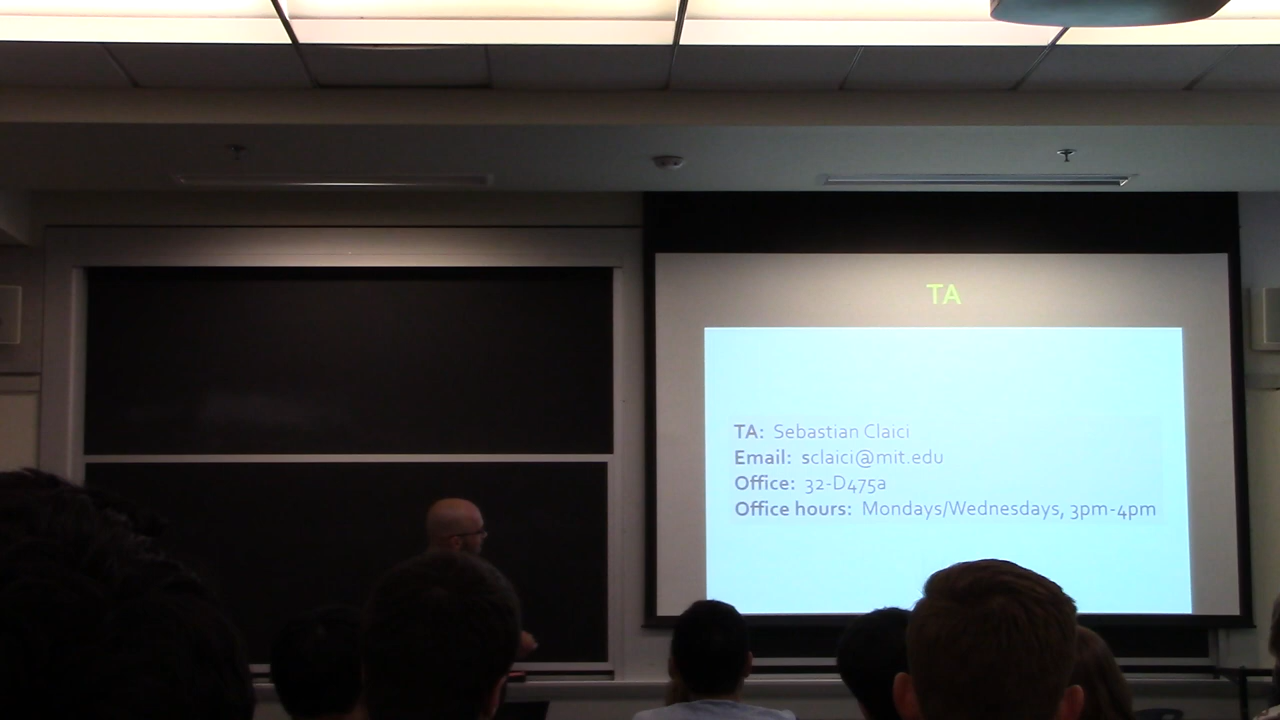 TA
TA: Sebastian Claici
Email: sclaici@mit.edu
Office: 32-D475a
Office hours: Mondays/Wednesdays, 3pm-4pm